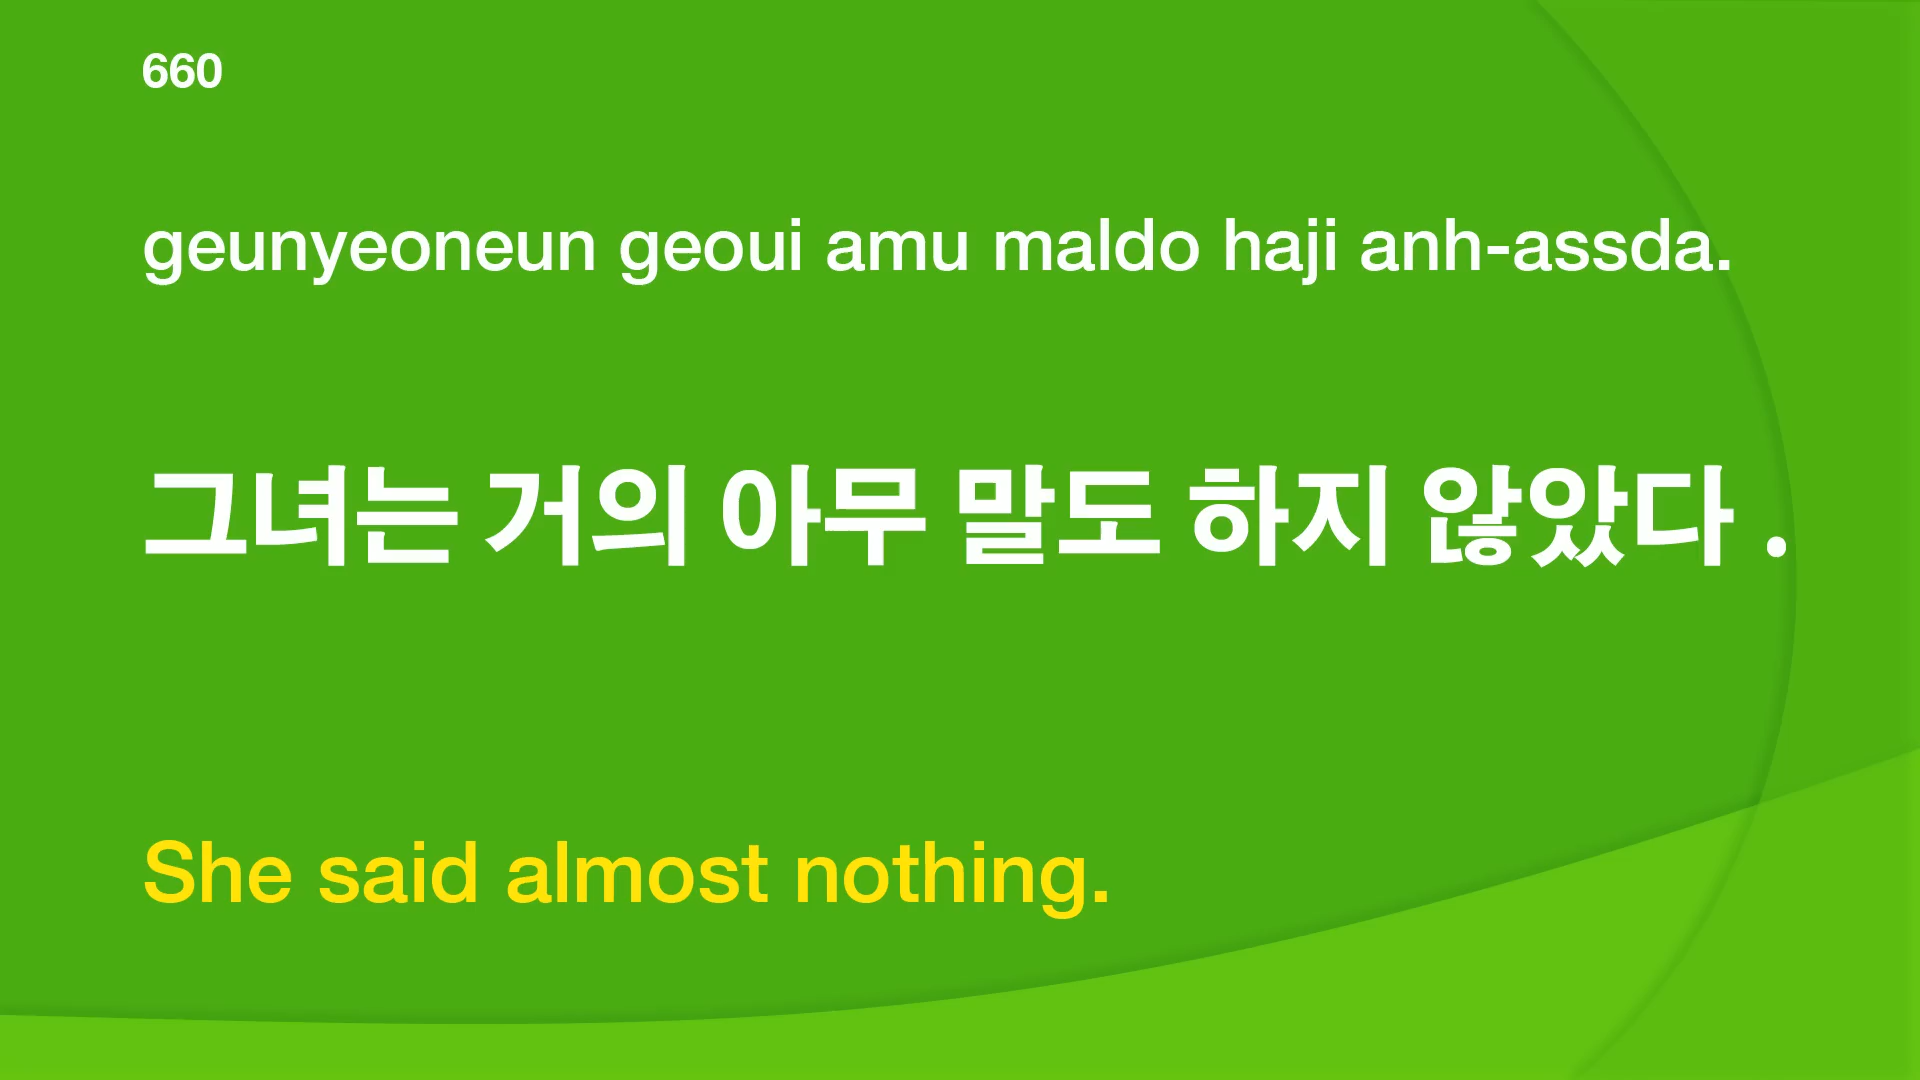 660
geunyeoneun geoui amu maldo haji anh-assda.
그녀는 거의 아무 말도 하지 않았다 .
She said almost nothing.